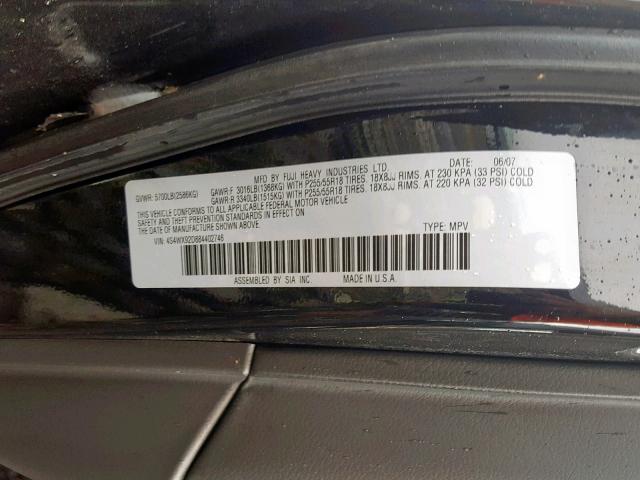 MFD. BY FUJI HEAVY INDUSTRIES LTD. DATE: 06/07
GVWR: 5700LB(2586KG) GAWR:F 3016LB(1368KG) WITH P255/55R18 TIRES. 18X8JJ RIMS. AT 230 KPA (33 PSI) COLD
GAWR:R 3340LB(1515KG) WITH P255/55R18 TIRES. 18X8JJ RIMS. AT 220 KPA (32 PSI) COLD
THIS VEHICLE CONFORMS TO ALL APPLICABLE FEDERAL MOTOR VEHICLE
SAFETY, BUMPER, AND THEFT PREVENTION STANDARDS IN EFFECT ON
THE DATE OF MANUFACTURE SHOWN ABOVE.
VIN: 4S4WX92D684402746 TYPE: MPV
ASSEMBLED BY SIA INC. MADE IN U.S.A.